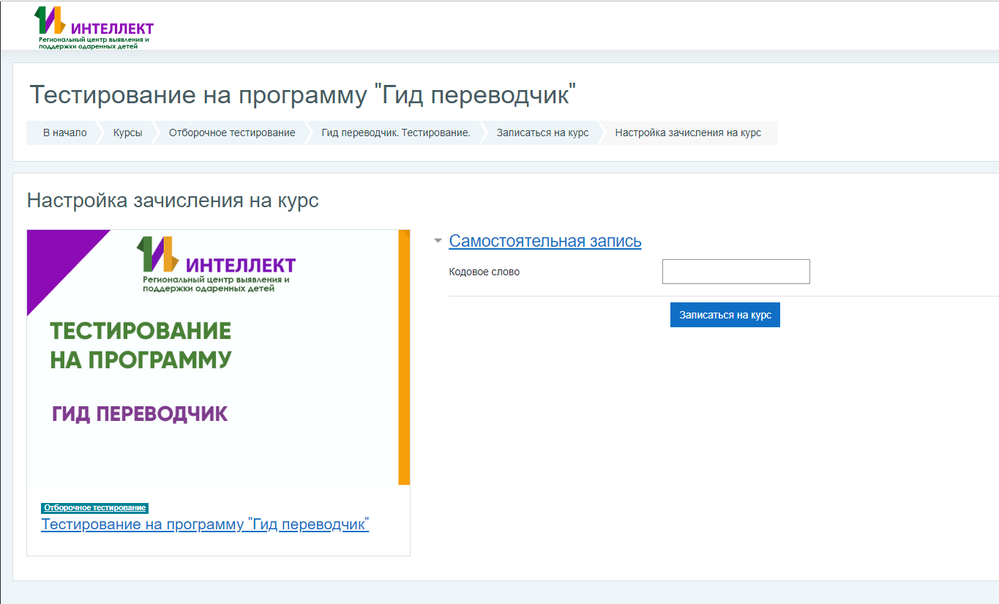 ИНТЕЛЛЕКТ
Региональный центр выявления и
поддержки одаренных детей
Тестирование на программу "Гид переводчик"
В начало
Курсы
Отборочное тестирование
Гид переводчик. Тестирование.
Записаться на курс
Настройка зачисления на курс
Настройка зачисления на курс
ИНТЕЛЛЕКТ
Региональный центр выявления и
поддержки одаренных детей
ТЕСТИРОВАНИЕ
НА ПРОГРАММУ
ГИД ПЕРЕВОДЧИК
Отборочное тестирование
Тестирование на программу "Гид переводчик"
Самостоятельная запись
Кодовое слово
Записаться на курс